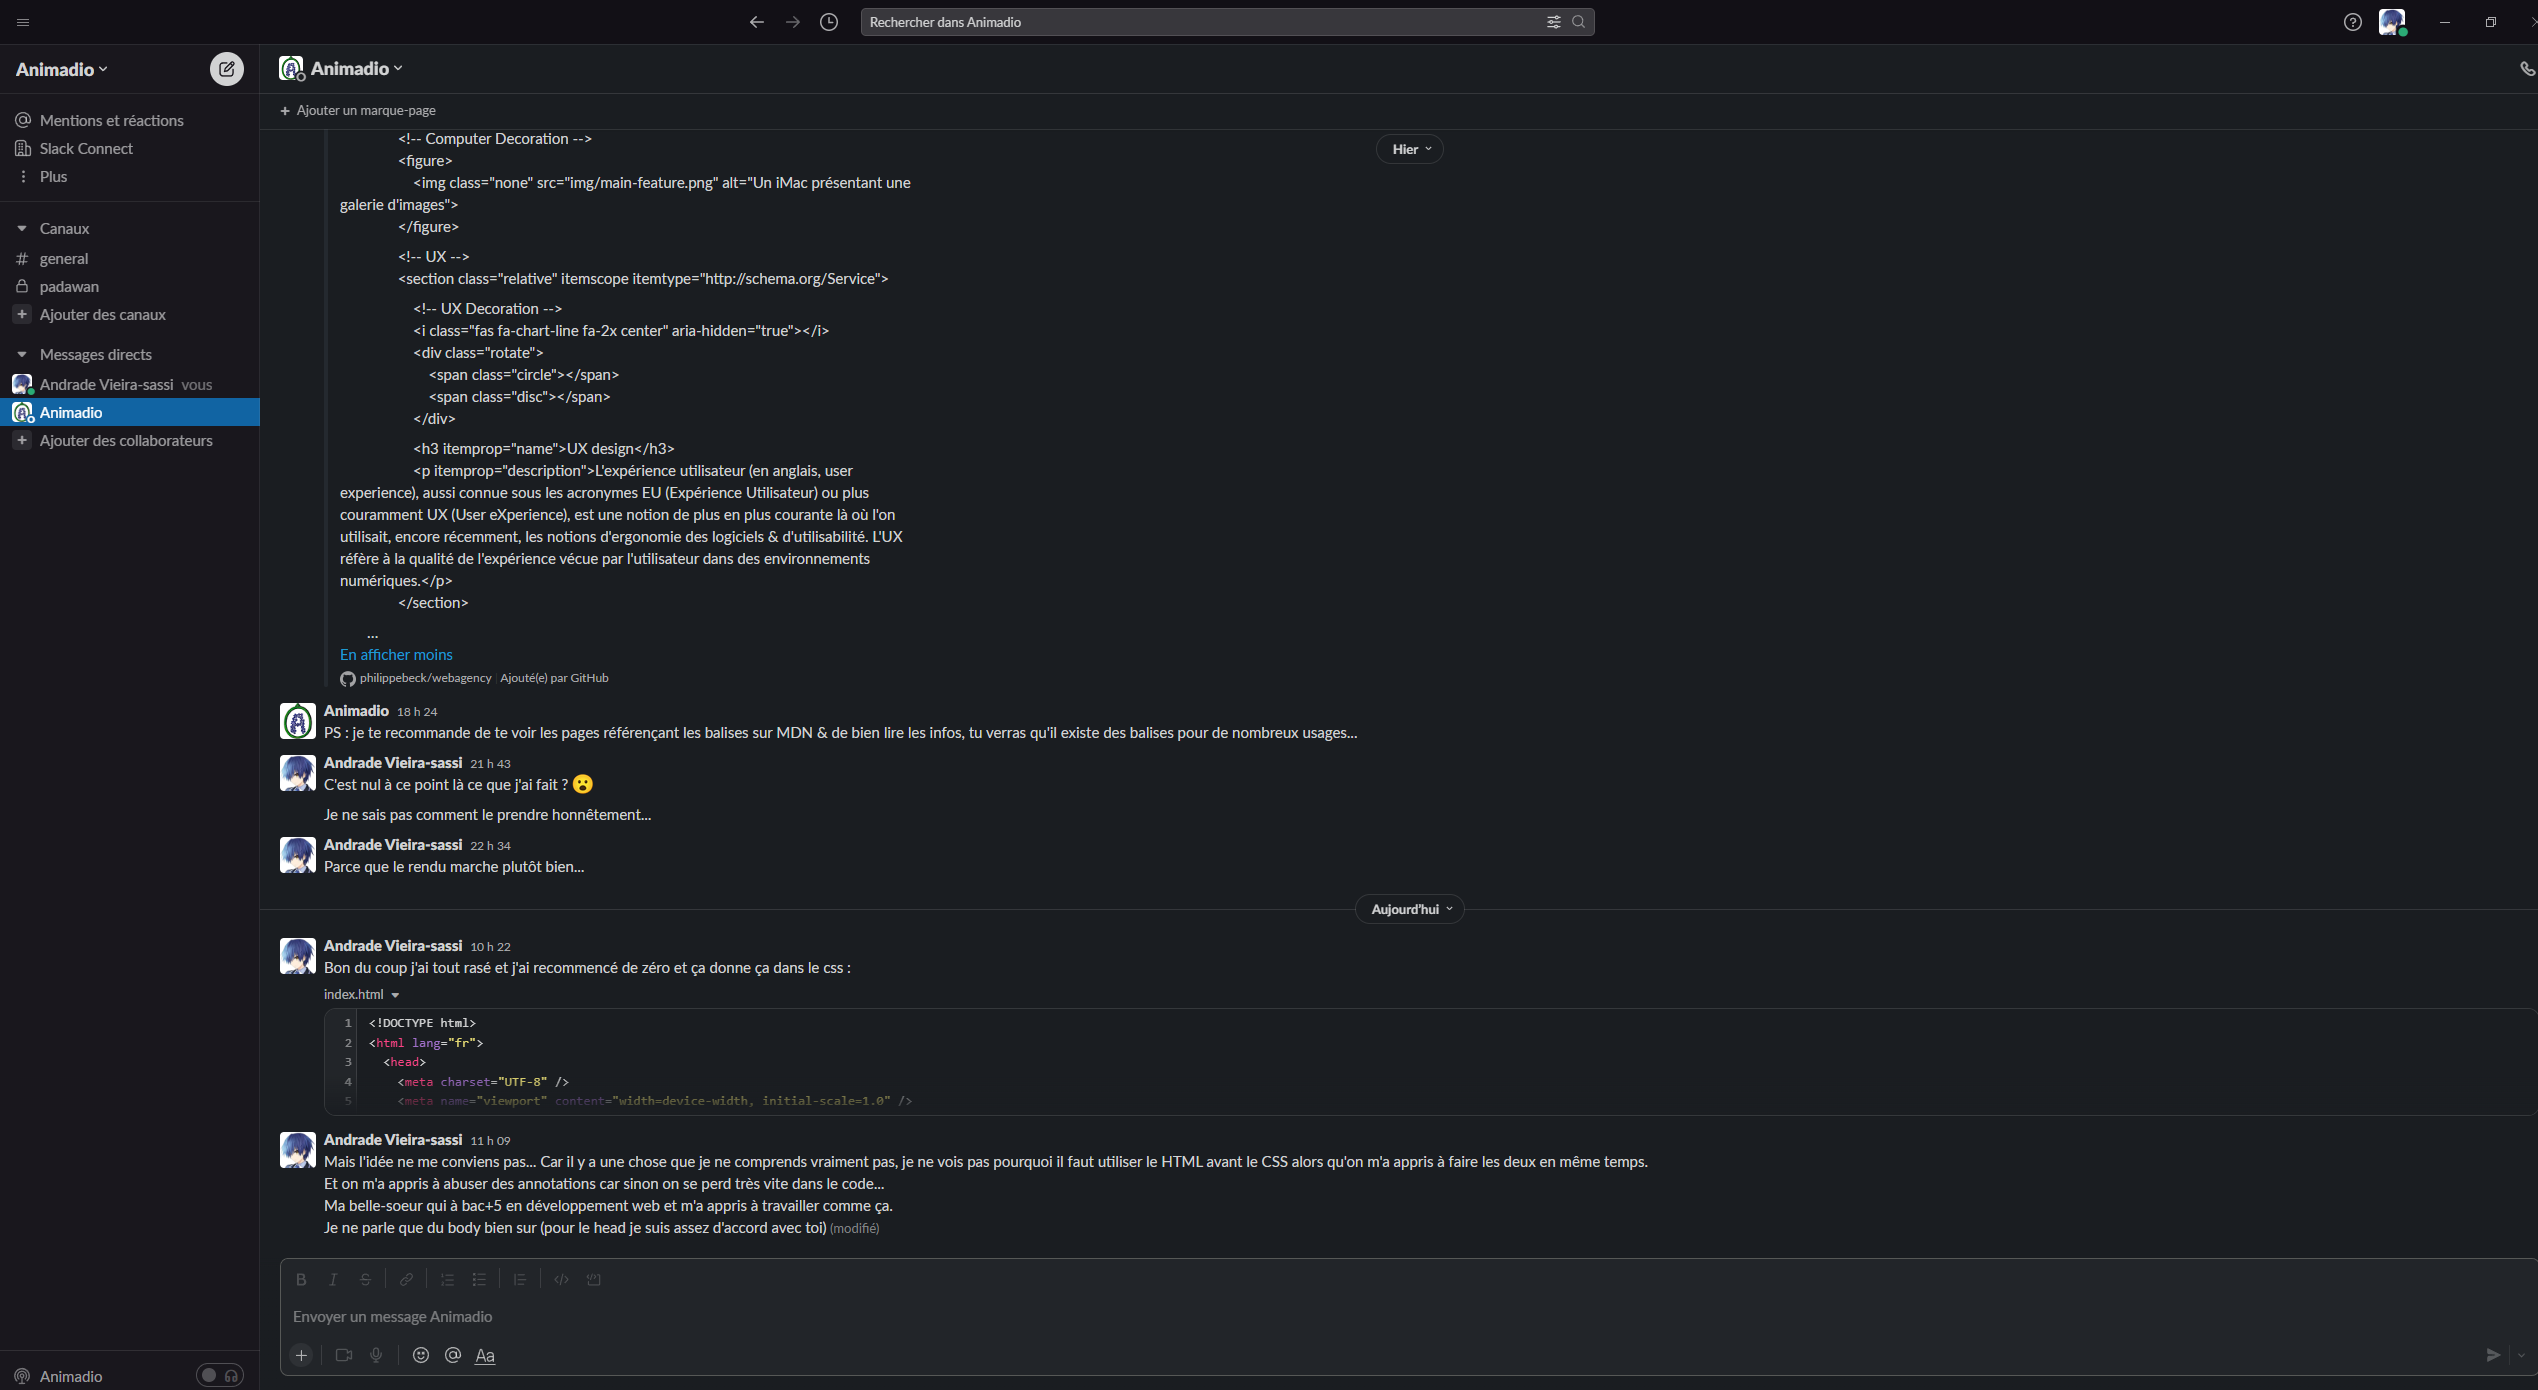 Rechercher dans Animadio
Animadio
Mentions et réactions
Slack Connect
Plus
Canaux
general
padawan
Ajouter des canaux
Messages directs
Andrade Vieira-sassi vous
Animadio
Ajouter des collaborateurs
Animadio
Animadio
Ajouter un marque-page
Hier
<!-- Computer Decoration -->
<figure>
<img class="none" src="img/main-feature.png" alt="Un iMac présentant une
galerie d'images">
</figure>
<!-- UX -->
<section class="relative" itemscope itemtype="http://schema.org/Service">
<!-- UX Decoration -->
<i class="fas fa-chart-line fa-2x center" aria-hidden="true"></i>
<div class="rotate">
<span class="circle"></span>
<span class="disc"></span>
</div>
<h3 itemprop="name">UX design</h3>
<p itemprop="description">L'expérience utilisateur (en anglais, user
experience), aussi connue sous les acronymes EU (Expérience Utilisateur) ou plus
couramment UX (User eXperience), est une notion de plus en plus courante là où l'on
utilisait, encore récemment, les notions d'ergonomie des logiciels & d'utilisabilité. L'UX
réfère à la qualité de l'expérience vécue par l'utilisateur dans des environnements
numériques.</p>
</section>
...
En afficher moins
philippebeck/webagency Ajouté(e) par GitHub
Animadio 18 h 24
PS : je te recommande de te voir les pages référençant les balises sur MDN & de bien lire les infos, tu verras qu'il existe des balises pour de nombreux usages...
Andrade Vieira-sassi 21 h 43
C'est nul à ce point là ce que j'ai fait ? 😮
Je ne sais pas comment le prendre honnêtement...
Andrade Vieira-sassi 22 h 34
Parce que le rendu marche plutôt bien...
Aujourd'hui
Andrade Vieira-sassi 10 h 22
Bon du coup j'ai tout rasé et j'ai recommencé de zéro et ça donne ça dans le css :
index.html
1 <!DOCTYPE html>
2 <html lang="fr">
3 <head>
4 <meta charset="UTF-8" />
5 <meta name="viewport" content="width=device-width, initial-scale=1.0" />
Andrade Vieira-sassi 11 h 09
Mais l'idée ne me conviens pas... Car il y a une chose que je ne comprends vraiment pas, je ne vois pas pourquoi il faut utiliser le HTML avant le CSS alors qu'on m'a appris à faire les deux en même temps.
Et on m'a appris à abuser des annotations car sinon on se perd très vite dans le code...
Ma belle-soeur qui à bac+5 en développement web et m'a appris à travailler comme ça.
Je ne parle que du body bien sur (pour le head je suis assez d'accord avec toi) (modifié)
Envoyer un message Animadio
Aa